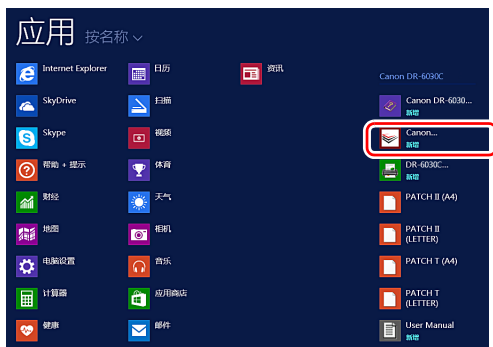 应用 按名称
Internet Explorer
SkyDrive
Skype
帮助 + 提示
财经
地图
电脑设置
计算器
健康
日历
扫描
视频
体育
天气
相机
音乐
应用商店
邮件
资讯
Canon DR-6030C
Canon DR-6030...
新增
Canon...
新增
DR-6030C...
新增
PATCH II (A4)
PATCH II
(LETTER)
PATCH T (A4)
PATCH T
(LETTER)
User Manual
新增